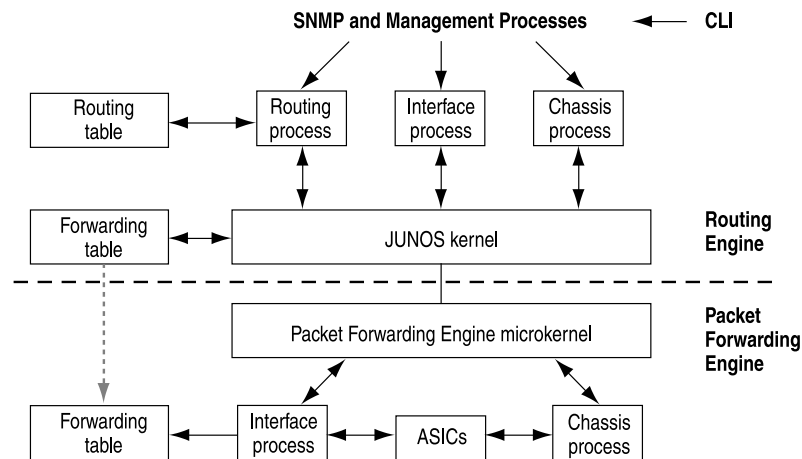 SNMP and Management Processes
CLI
Routing
table
Routing
process
Interface
process
Chassis
process
Forwarding
table
JUNOS kernel
Routing
Engine
Packet Forwarding Engine microkernel
Packet
Forwarding
Engine
Forwarding
table
Interface
process
ASICs
Chassis
process